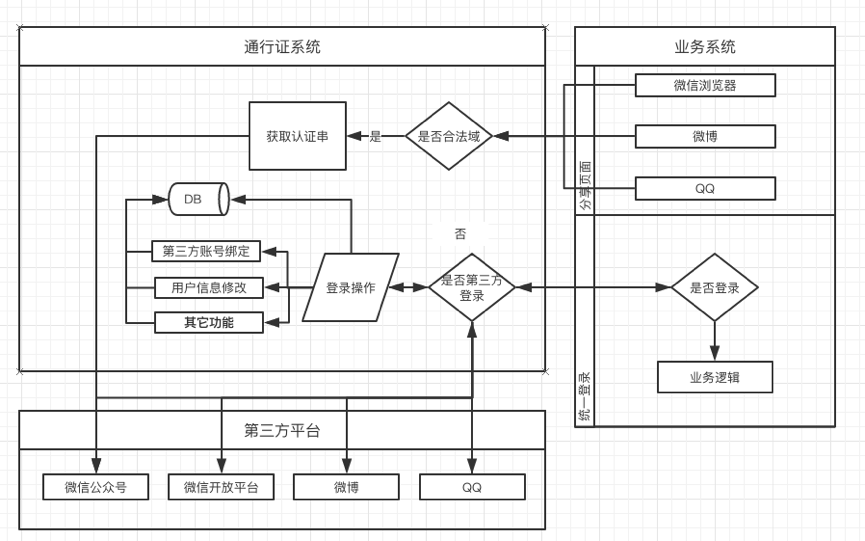 通行证系统
业务系统
微信浏览器
获取认证串
是
是否合法域
微博
分享页面
QQ
DB
否
第三方账号绑定
用户信息修改
其它功能
登录操作
是否第三方
登录
是否登录
业务逻辑
统一登录
第三方平台
微信公众号
微信开放平台
微博
QQ